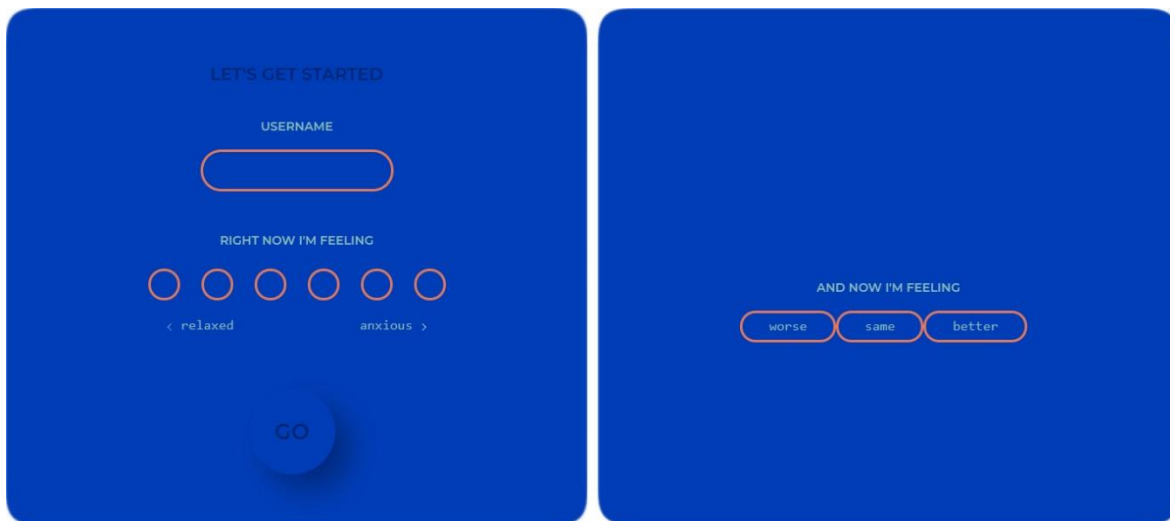 LET'S GET STARTED
USERNAME
RIGHT NOW I'M FEELING
< relaxed anxious >
GO
AND NOW I'M FEELING
worse same better